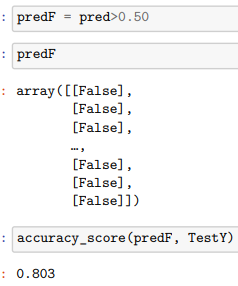 : predF = pred>0.50
: predF
: array([[False],
[False],
[False],
…,
[False],
[False],
[False]])
: accuracy_score(predF, TestY)
: 0.803